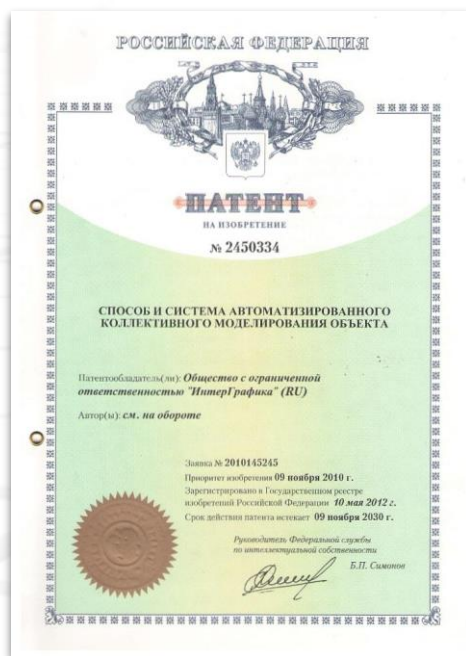 РОССИЙСКАЯ ФЕДЕРАЦИЯ
ПАТЕНТ
НА ИЗОБРЕТЕНИЕ
№ 2450334
СПОСОБ И СИСТЕМА АВТОМАТИЗИРОВАННОГО
КОЛЛЕКТИВНОГО МОДЕЛИРОВАНИЯ ОБЪЕКТА
Патентообладатель(ли): Общество с ограниченной
ответственностью "ИнтерГрафика" (RU)
Автор(ы): см. на обороте
Заявка № 2010145245
Приоритет изобретения 09 ноября 2010 г.
Зарегистрировано в Государственном реестре
изобретений Российской Федерации 10 мая 2012 г.
Срок действия патента истекает 09 ноября 2030 г.
Руководитель Федеральной службы
по интеллектуальной собственности
Б.П. Симонов